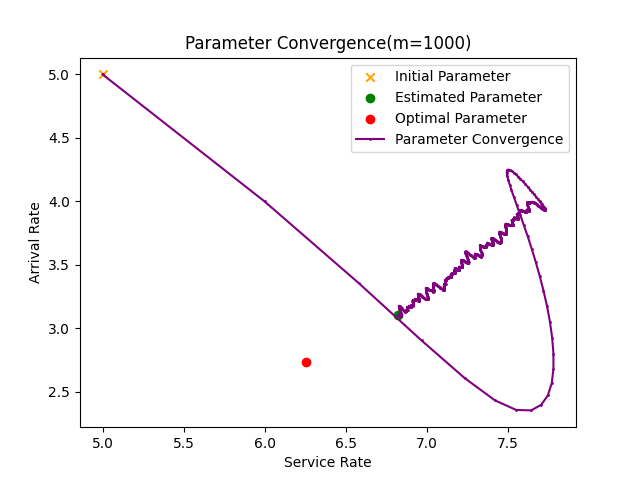 Parameter Convergence(m=1000)
Initial Parameter
Estimated Parameter
Optimal Parameter
Parameter Convergence
Arrival Rate
5.0
4.5
4.0
3.5
3.0
2.5
5.0 5.5 6.0 6.5 7.0 7.5
Service Rate